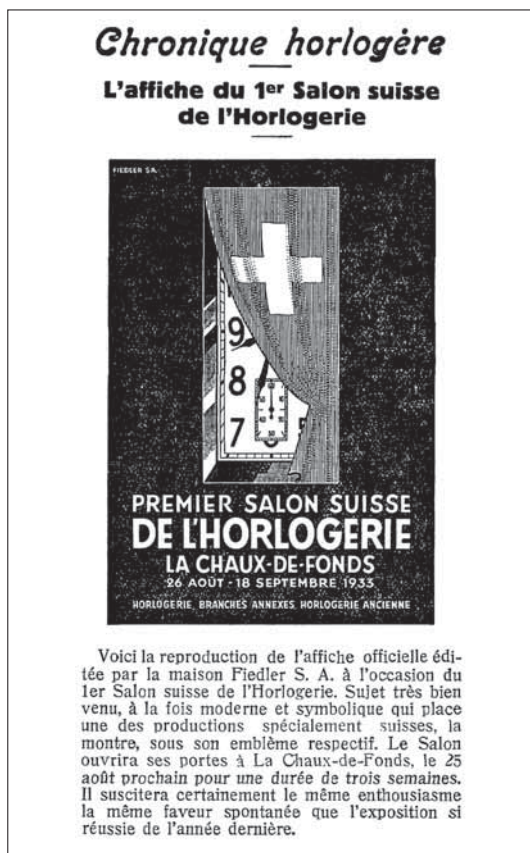 Chronique horlogère
L'affiche du 1er Salon suisse
de l'Horlogerie
FIEDLER S.A.
9
8
7
60
60
PREMIER SALON SUISSE
DE L'HORLOGERIE
LA CHAUX-DE-FONDS
26 AOÛT - 18 SEPTEMBRE 1933
HORLOGERIE, BRANCHES ANNEXES, HORLOGERIE ANCIENNE
Voici la reproduction de l'affiche officielle édi-
tée par la maison Fiedler S. A. à l'occasion du
1er Salon suisse de l'Horlogerie. Sujet très bien
venu, à la fois moderne et symbolique qui place
une des productions spécialement suisses, la
montre, sous son emblème respectif. Le Salon
ouvrira ses portes à La Chaux-de-Fonds, le 25
août prochain pour une durée de trois semaines.
Il suscitera certainement le même enthousiasme
la même faveur spontanée que l'exposition si
réussie de l'année dernière.